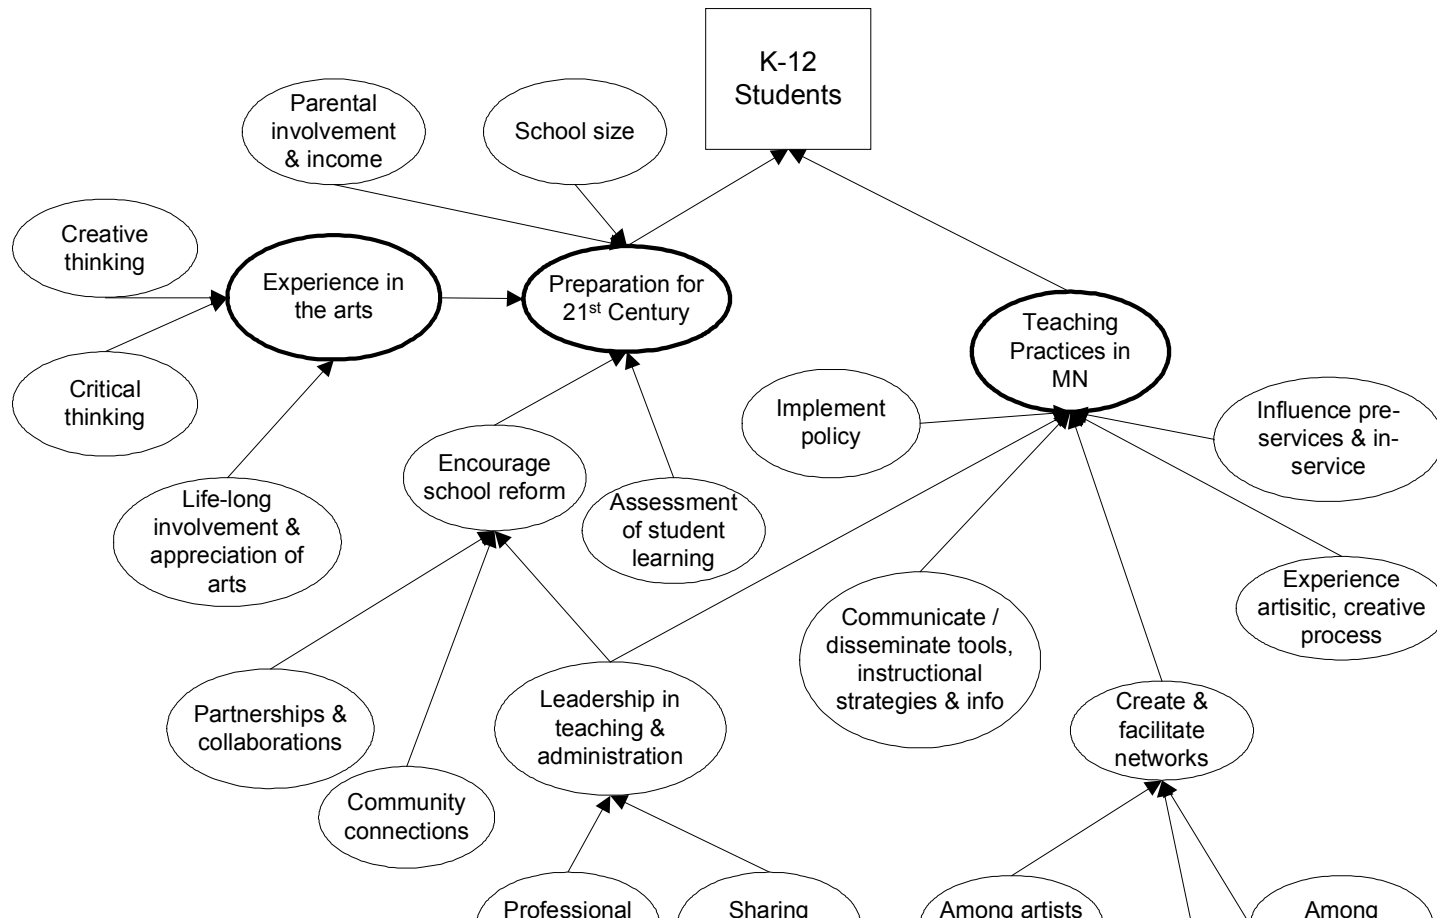 K-12
Students
Parental
involvement
& income
School size
Creative
thinking
Experience in
the arts
Preparation for
21st Century
Teaching
Practices in
MN
Critical
thinking
Implement
policy
Influence pre-
services & in-
service
Encourage
school reform
Life-long
involvement &
appreciation of
arts
Assessment
of student
learning
Experience
artisitic, creative
process
Communicate /
disseminate tools,
instructional
strategies & info
Partnerships &
collaborations
Leadership in
teaching &
administration
Create &
facilitate
networks
Community
connections
Professional
Sharing
Among artists
Among